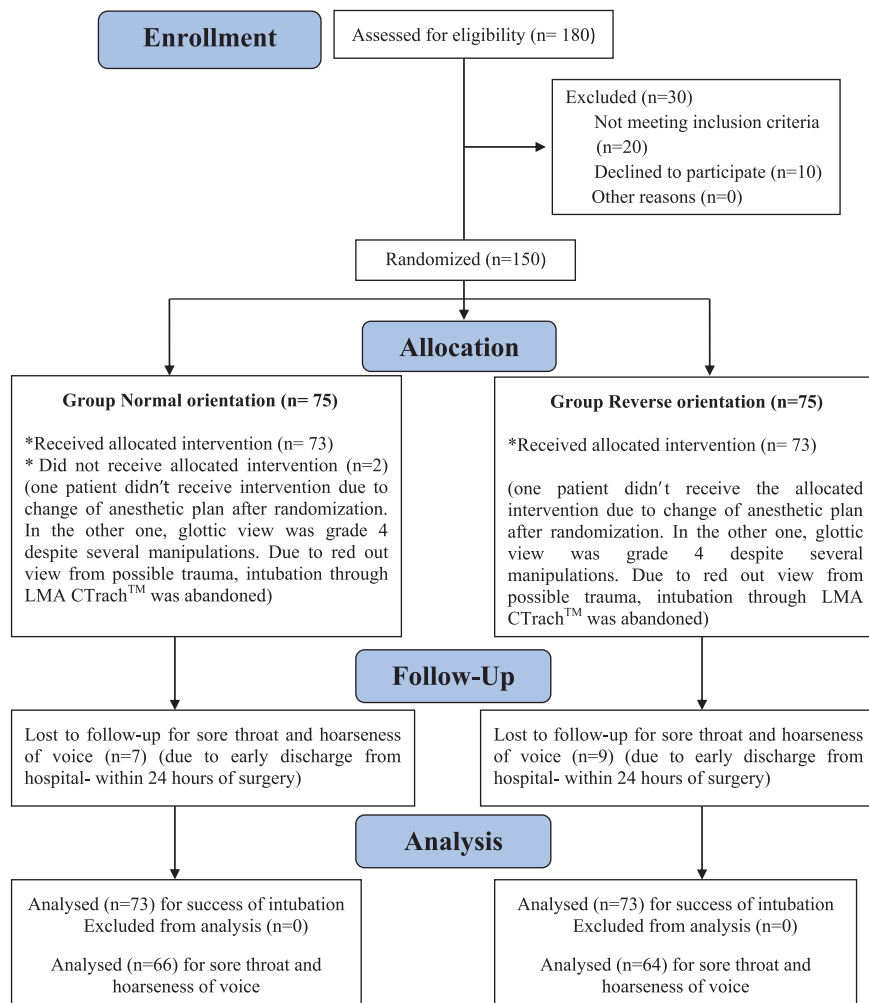 Enrollment
Assessed for eligibility (n= 180)
Excluded (n=30)
Not meeting inclusion criteria
(n=20)
Declined to participate (n=10)
Other reasons (n=0)
Randomized (n=150)
Allocation
Group Normal orientation (n= 75)
*Received allocated intervention (n= 73)
* Did not receive allocated intervention (n=2)
(one patient didn't receive intervention due to
change of anesthetic plan after randomization.
In the other one, glottic view was grade 4
despite several manipulations. Due to red out
view from possible trauma, intubation through
LMA CTrach™ was abandoned)
Group Reverse orientation (n=75)
*Received allocated intervention (n= 73)
(one patient didn't receive the allocated
intervention due to change of anesthetic plan
after randomization. In the other one, glottic
view was grade 4 despite several
manipulations. Due to red out view from
possible trauma, intubation through LMA
CTrach™ was abandoned)
Follow-Up
Lost to follow-up for sore throat and hoarseness
of voice (n=7) (due to early discharge from
hospital- within 24 hours of surgery)
Lost to follow-up for sore throat and hoarseness
of voice (n=9) (due to early discharge from
hospital- within 24 hours of surgery)
Analysis
Analysed (n=73) for success of intubation
Excluded from analysis (n=0)
Analysed (n=66) for sore throat and
hoarseness of voice
Analysed (n=73) for success of intubation
Excluded from analysis (n=0)
Analysed (n=64) for sore throat and
hoarseness of voice